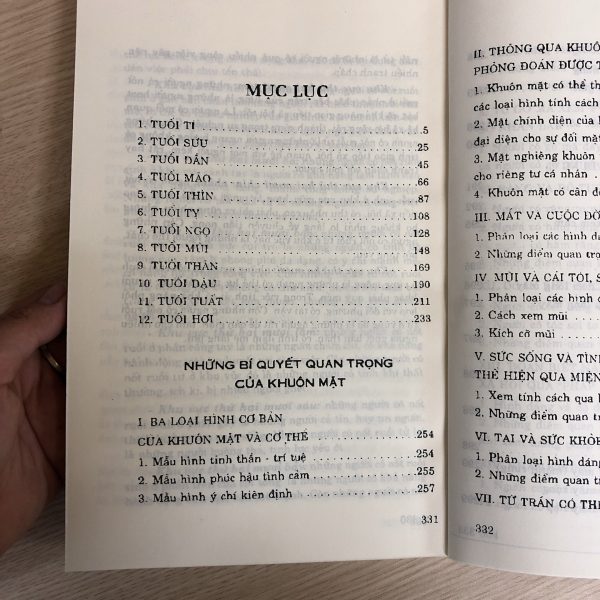 MỤC LỤC
1. TUỔI TÍ ........ 5
2. TUỔI SỬU ........ 25
3. TUỔI DẦN ........ 45
4. TUỔI MÃO ........ 66
5. TUỔI THÌN ........ 87
6. TUỔI TỴ ........ 108
7. TUỔI NGỌ ........ 128
8. TUỔI MÙI ........ 148
9. TUỔI THÂN ........ 169
10. TUỔI DẬU ........ 190
11. TUỔI TUẤT ........ 211
12. TUỔI HỢI ........ 233
NHỮNG BÍ QUYẾT QUAN TRỌNG
CỦA KHUÔN MẶT
I. BA LOẠI HÌNH CƠ BẢN
CỦA KHUÔN MẶT VÀ CƠ THỂ ........ 254
1. Mẫu hình tinh thần - trí tuệ ........ 254
2. Mẫu hình phúc hậu tình cảm ........ 255
3. Mẫu hình ý chí kiên định ........ 257
331
II. THÔNG QUA KHUÔ
PHỎNG ĐOÁN ĐƯỢC T
1. Khuôn mặt có thể th
các loại hình tính cách
2. Mặt chính diện của k
đại diện cho sự đối mặt
3. Mặt nghiêng khuôn
cho riêng tư cá nhân .
4. Khuôn mặt có cân đố
III. MẮT VÀ CUỘC ĐỜ
1. Phân loại các hình dá
2. Những điểm quan trọ
IV MŨI VÀ CÁI TÔI, S
1. Phân loại các hình d
2. Cách xem mũi .
3. Kích cỡ mũi .
V. SỨC SỐNG VÀ TÌN
THỂ HIỆN QUA MIỆN
1. Xem tính cách qua h
2. Những điểm quan tr
VI. TAI VÀ SỨC KHỎE
1. Phân loại hình dáng
2. Những điểm quan t
VII. TỪ TRÁN CÓ THỂ
332